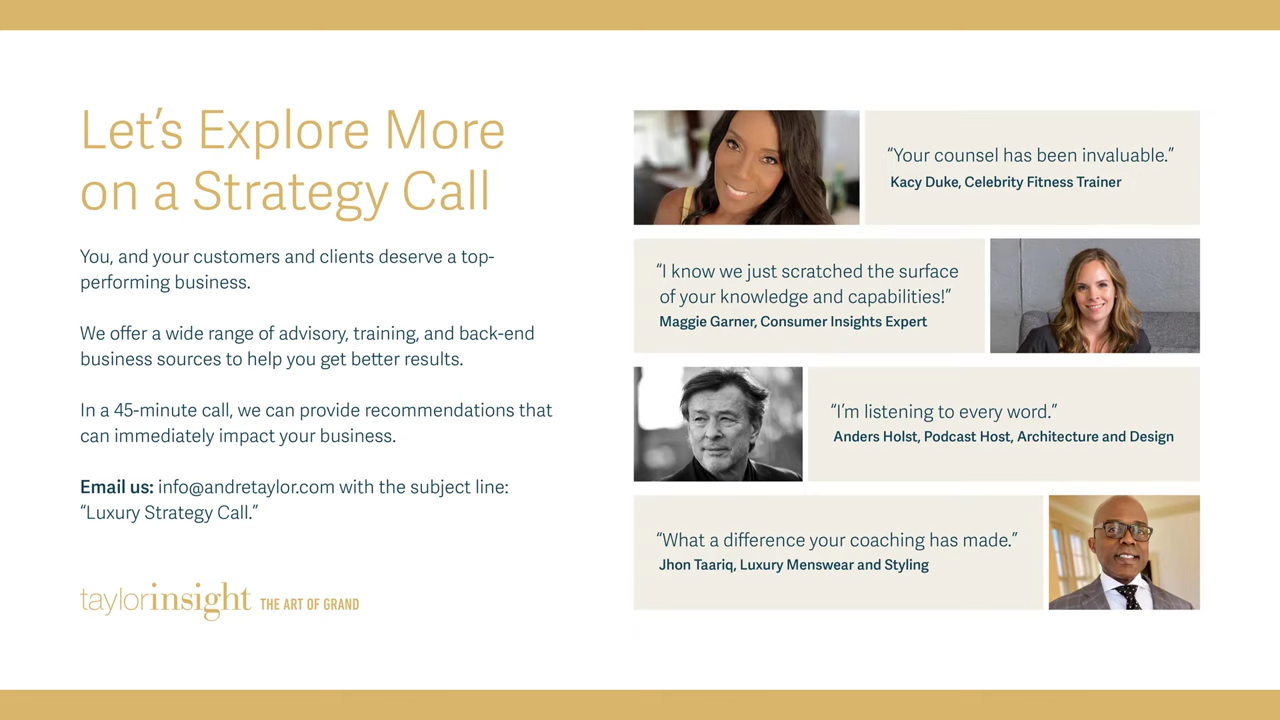 Let’s Explore More
on a Strategy Call
You, and your customers and clients deserve a top-
performing business.
We offer a wide range of advisory, training, and back-end
business sources to help you get better results.
In a 45-minute call, we can provide recommendations that
can immediately impact your business.
Email us: info@andretaylor.com with the subject line:
“Luxury Strategy Call.”
taylorinsight THE ART OF GRAND
“Your counsel has been invaluable.”
Kacy Duke, Celebrity Fitness Trainer
“I know we just scratched the surface
of your knowledge and capabilities!”
Maggie Garner, Consumer Insights Expert
“I’m listening to every word.”
Anders Holst, Podcast Host, Architecture and Design
“What a difference your coaching has made.”
Jhon Taariq, Luxury Menswear and Styling